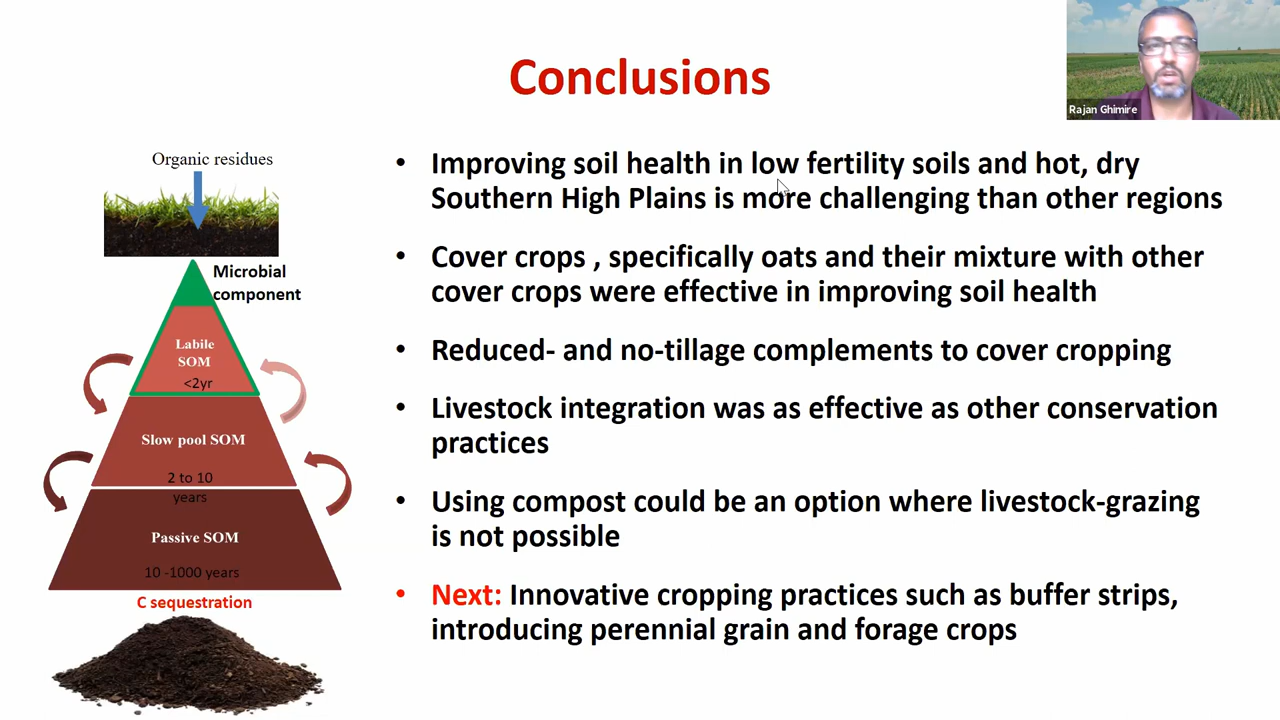 Conclusions
Rajan Ghimire
Organic residues
Microbial
component
Labile
SOM
<2yr
Slow pool SOM
2 to 10
years
Passive SOM
10 -1000 years
C sequestration
• Improving soil health in low fertility soils and hot, dry
Southern High Plains is more challenging than other regions
• Cover crops , specifically oats and their mixture with other
cover crops were effective in improving soil health
• Reduced- and no-tillage complements to cover cropping
• Livestock integration was as effective as other conservation
practices
• Using compost could be an option where livestock-grazing
is not possible
• Next: Innovative cropping practices such as buffer strips,
introducing perennial grain and forage crops